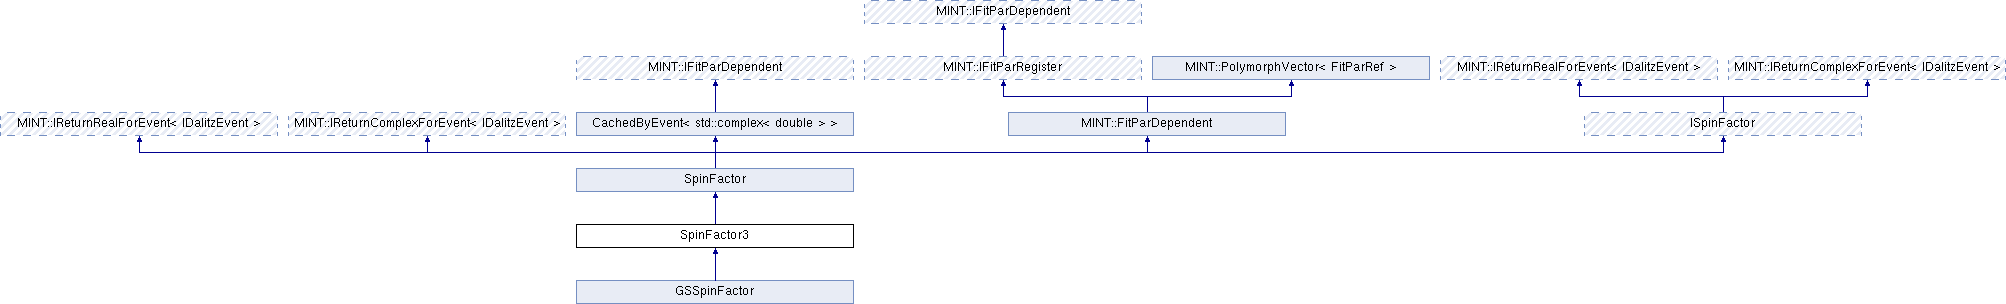 MINT::IFitParDependent
MINT::IFitParDependent
MINT::IFitParRegister
MINT::PolymorphVector< FitParRef >
MINT::IReturnRealForEvent< IDalitzEvent >
MINT::IReturnComplexForEvent< IDalitzEvent >
MINT::IReturnRealForEvent< IDalitzEvent >
MINT::IReturnComplexForEvent< IDalitzEvent >
CachedByEvent< std::complex< double > >
MINT::FitParDependent
ISpinFactor
SpinFactor
SpinFactor3
GSSpinFactor